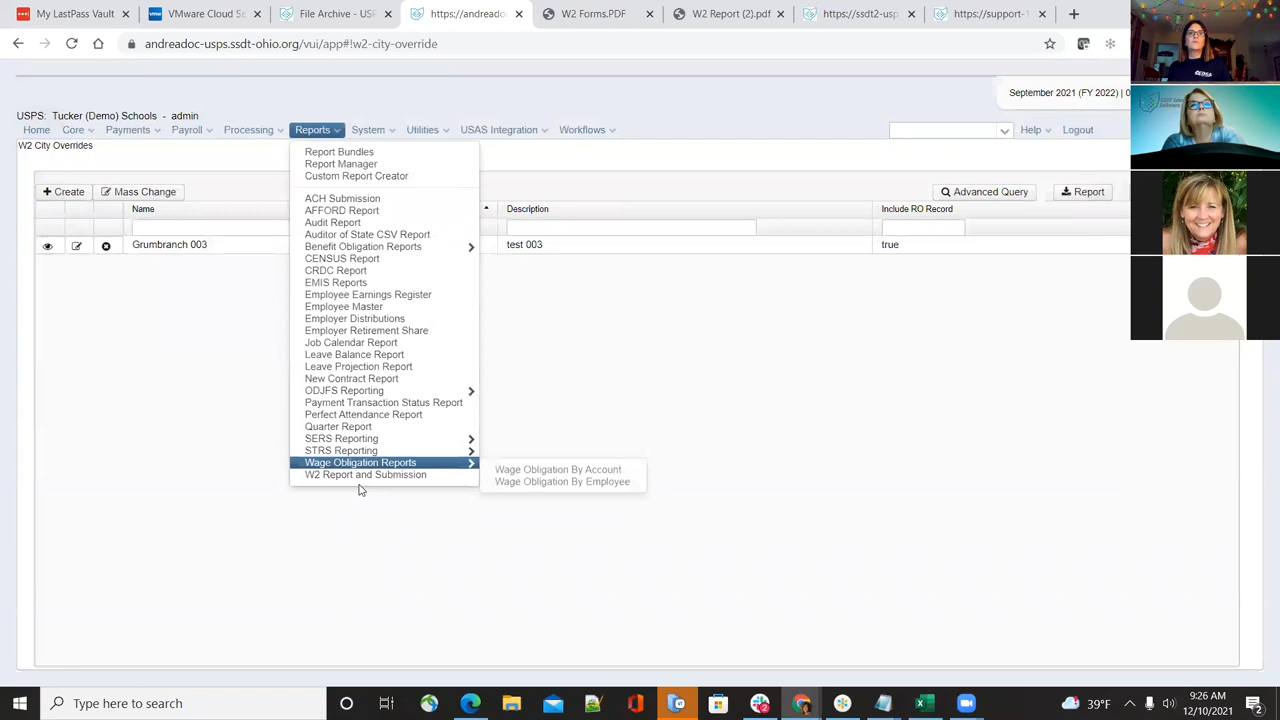 My LastPass Vault
VMware Cloud Se
File Archive - USP
https://andreado
W2 Forms.PDF
W2 Report (2).pdf
https://ssdt2-usp
https://support-1
andreadoc-usps.ssdt-ohio.org/vui/app#!w2-city-override
September 2021 (FY 2022) | 0
USPS: Tucker (Demo) Schools - admin
Home Core Payments Payroll Processing Reports System Utilities USAS Integration Workflows Help Logout
W2 City Overrides
Report Bundles
Report Manager
Custom Report Creator
Create Mass Change Advanced Query Report
Name Description Include RO Record
Grumbranch 003 test 003 true
ACH Submission
AFFORD Report
Audit Report
Auditor of State CSV Report
Benefit Obligation Reports
CENSUS Report
CRDC Report
EMIS Reports
Employee Earnings Register
Employee Master
Employer Distributions
Employer Retirement Share
Job Calendar Report
Leave Balance Report
Leave Projection Report
New Contract Report
ODJFS Reporting
Payment Transaction Status Report
Perfect Attendance Report
Quarter Report
SERS Reporting
STRS Reporting
Wage Obligation Reports
W2 Report and Submission
Wage Obligation By Account
Wage Obligation By Employee
Type here to search
39°F
9:26 AM
12/10/2021
2